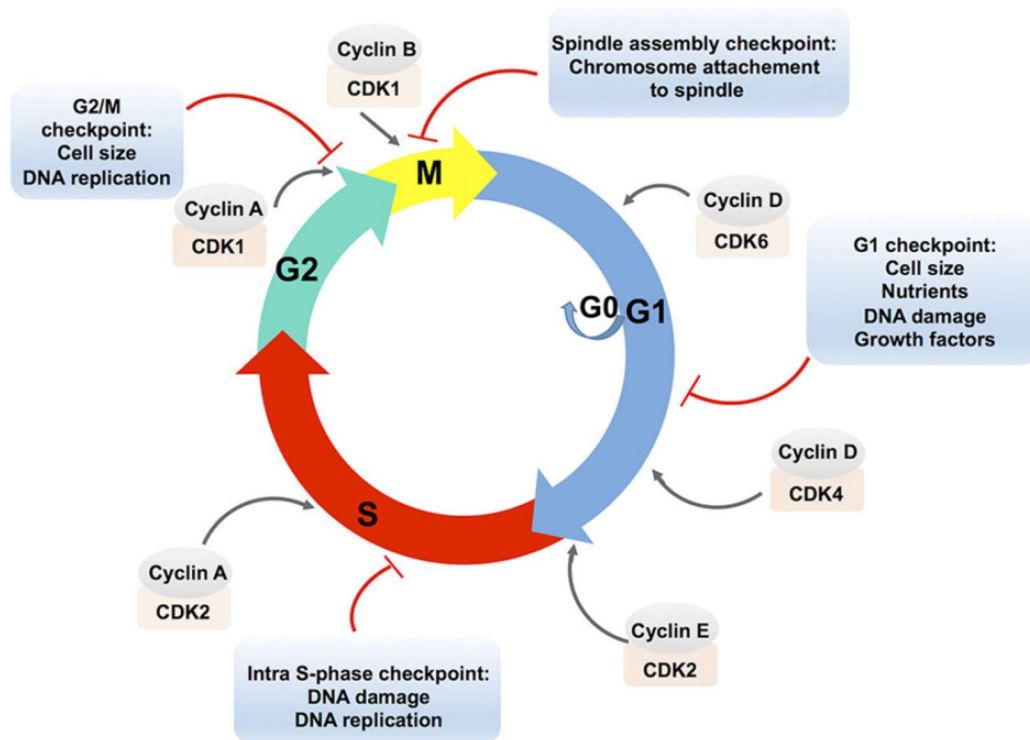 Cyclin B
CDK1
Spindle assembly checkpoint:
Chromosome attachement
to spindle
G2/M
checkpoint:
Cell size
DNA replication
M
Cyclin A
CDK1
Cyclin D
CDK6
G2
G1 checkpoint:
Cell size
Nutrients
DNA damage
Growth factors
G0
G1
Cyclin D
CDK4
S
Cyclin A
CDK2
Cyclin E
CDK2
Intra S-phase checkpoint:
DNA damage
DNA replication